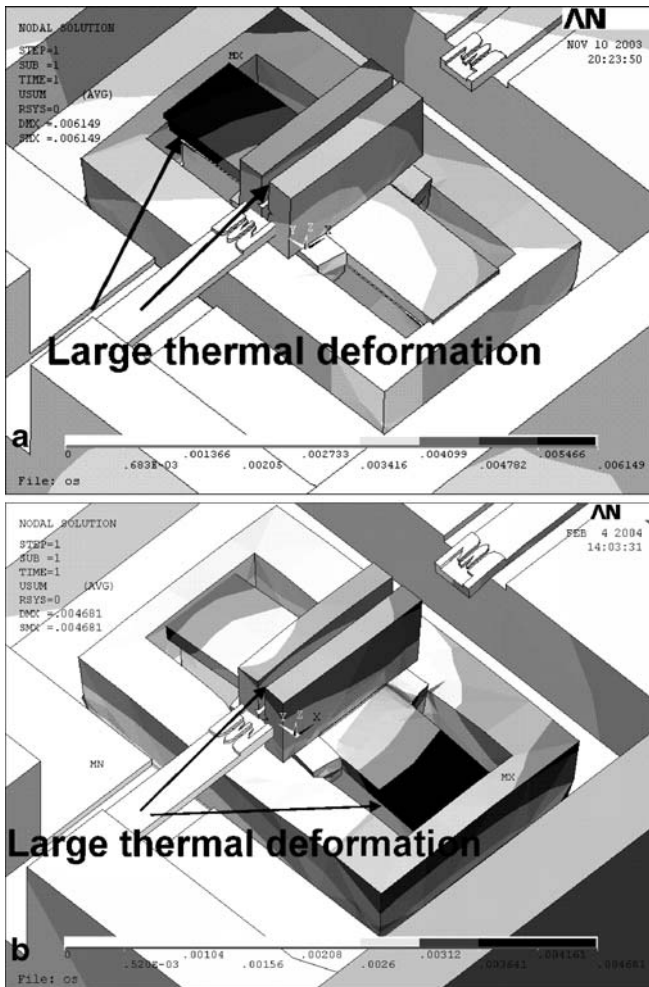 NODAL SOLUTION
STEP=1
SUB =1
TIME=1
USUM (AVG)
RSYS=0
DMX =.006149
SMX =.006149
AN
NOV 10 2003
20:23:50
MX
Y Z X
Large thermal deformation
a
0 .001366 .002733 .004099 .005466
.683E-03 .00205 .003416 .004782 .006149
File: os
NODAL SOLUTION
STEP=1
SUB =1
TIME=1
USUM (AVG)
RSYS=0
DMX =.004681
SMX =.004681
AN
FEB 4 2004
14:03:31
Y Z X
MN
MX
Large thermal deformation
b
0 .00104 .00208 .00312 .004161
.520E-03 .00156 .0026 .003641 .004681
File: os